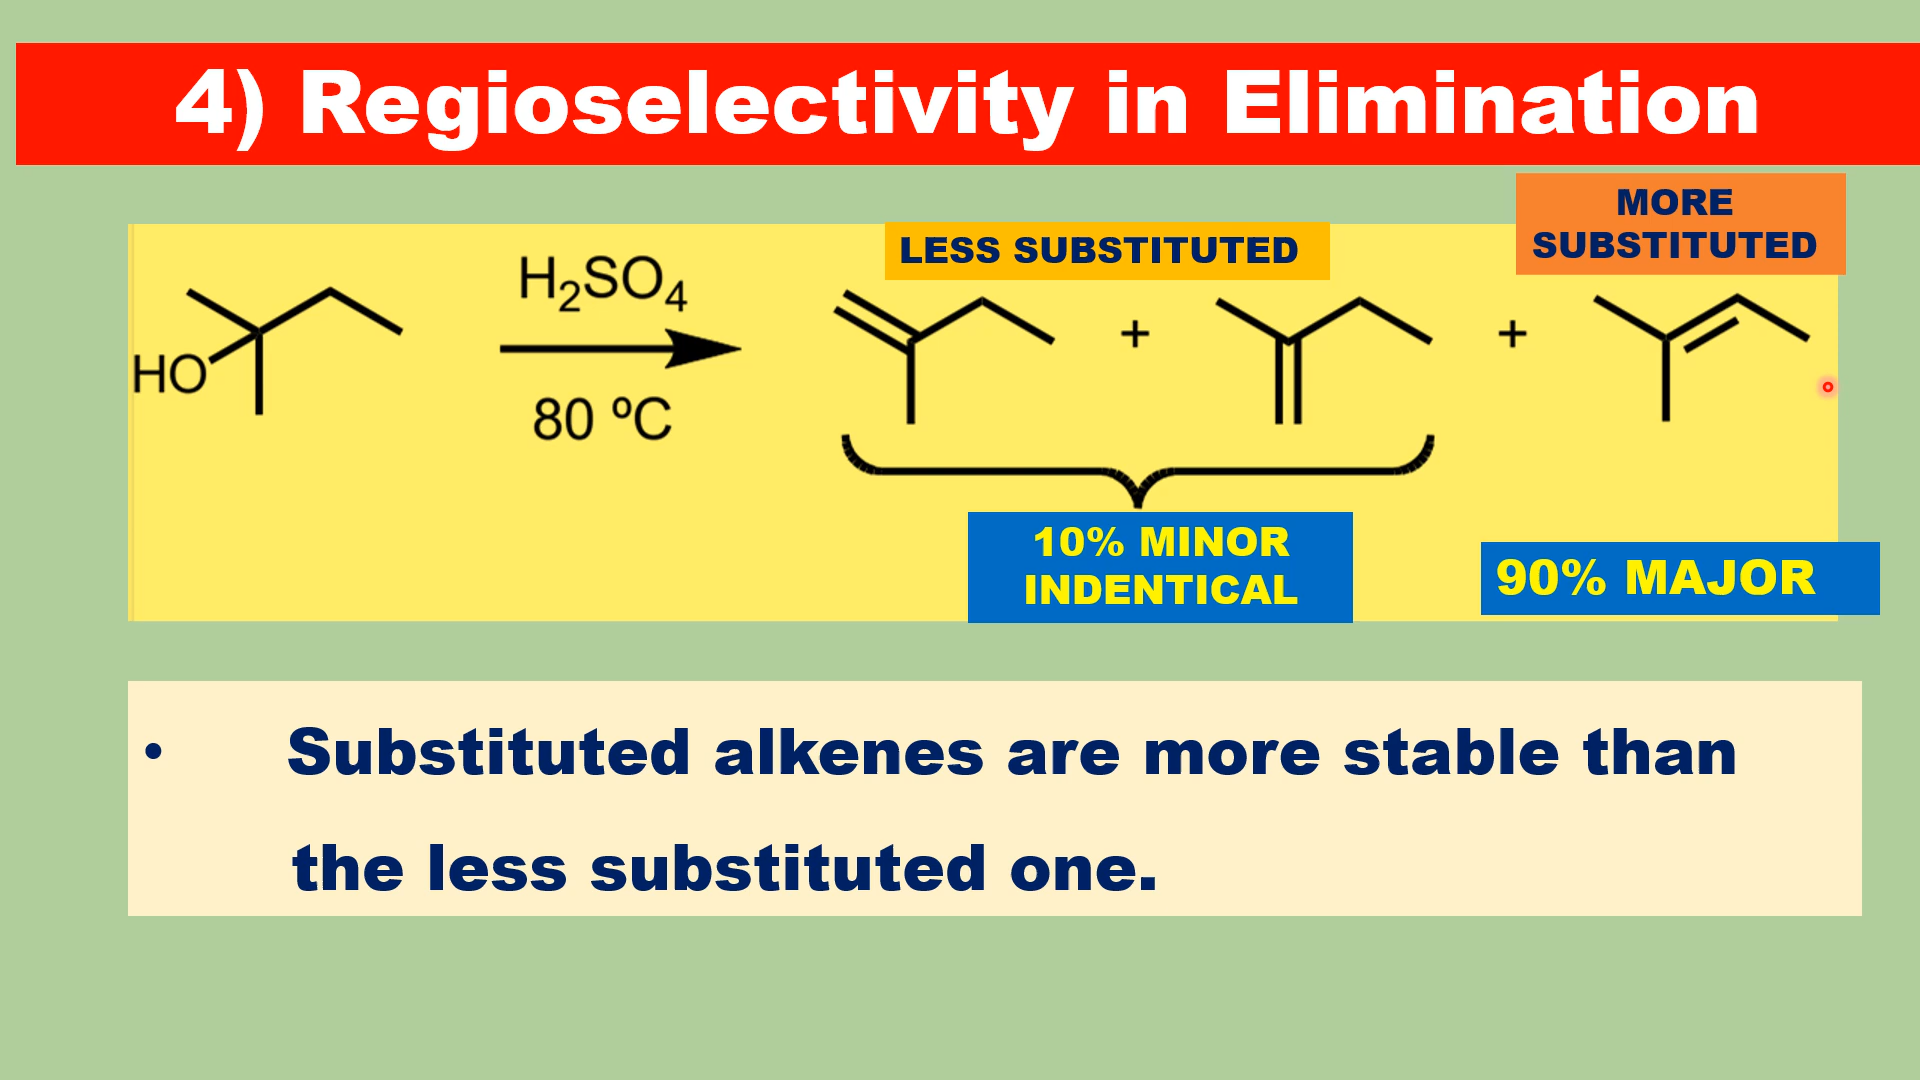 4) Regioselectivity in Elimination
MORE
SUBSTITUTED
LESS SUBSTITUTED
H₂SO₄
HO
+
+
80 ºC
10% MINOR
INDENTICAL
90% MAJOR
• Substituted alkenes are more stable than
the less substituted one.